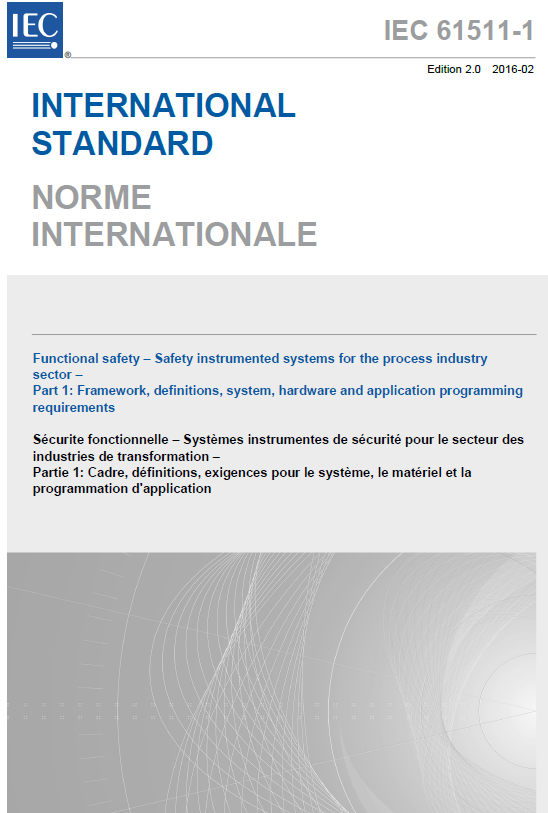 IEC
®
IEC 61511-1
Edition 2.0 2016-02
INTERNATIONAL
STANDARD
NORME
INTERNATIONALE
Functional safety – Safety instrumented systems for the process industry
sector –
Part 1: Framework, definitions, system, hardware and application programming
requirements
Sécurite fonctionnelle – Systèmes instrumentes de sécurité pour le secteur des
industries de transformation –
Partie 1: Cadre, définitions, exigences pour le système, le matériel et la
programmation d'application